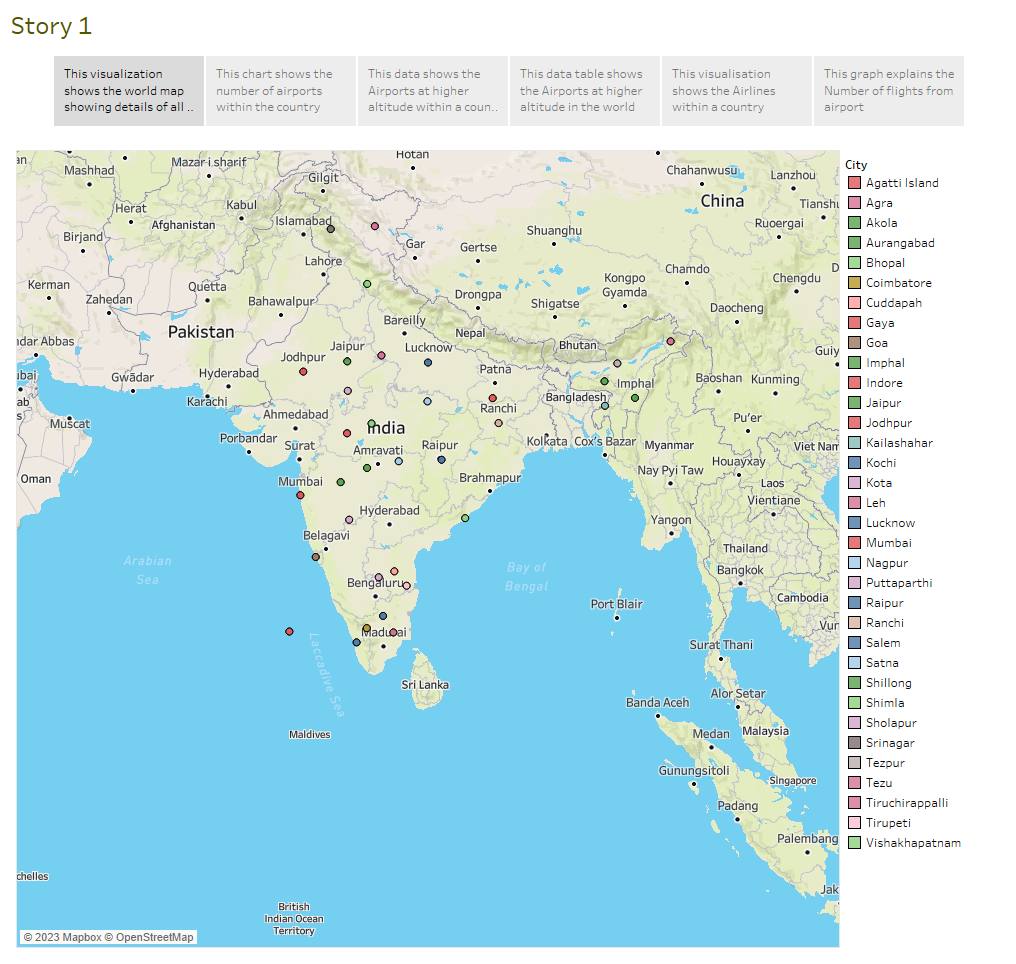 Story 1
This visualization
shows the world map
showing details of all ..
This chart shows the
number of airports
within the country
This data shows the
Airports at higher
altitude within a coun..
This data table shows
the Airports at higher
altitude in the world
This visualisation
shows the Airlines
within a country
This graph explains the
Number of flights from
airport
Hotan
Mazar-i sharif
Mashhad
Gilgit
Chahanwusu
Lanzhou
Herat
Kabul
Islamabad
China
Tianshu
Afghanistan
Birjand
Gar
Gertse
Shuanghu
Ruoergai
Lahore
Chamdo
Kongpo
Gyamda
Chengdu
Kerman
Zahedan
Quetta
Bahawalpur
Drongpa
Shigatse
Daocheng
Pakistan
Bareilly
Nepal
Bhutan
ndar Abbas
Jaipur
Lucknow
Guiy
Jodhpur
Patna
Gwādar
Hyderabad
Imphal
Baoshan
Kunming
Karachi
Bangladesh
Ranchi
Muscat
Ahmedabad
India
Pu'er
Porbandar
Surat
Amravati
Raipur
Kolkata
Cox's Bazar
Myanmar
Viet Nam
Oman
Mumbai
Brahmapur
Nay Pyi Taw
Houayxay
Laos
Vientiane
Hyderabad
Yangon
Belagavi
Thailand
Arabian
Sea
Bay of
Bengal
Bangkok
Bengaluru
Cambodia
Port Blair
Madurai
Laccadive Sea
Surat Thani
Sri Lanka
Banda Aceh
Alor Setar
Maldives
Medan
Malaysia
Gunungsitoli
Singapore
Padang
Palembang
chelles
Jak
British
Indian Ocean
Territory
© 2023 Mapbox © OpenStreetMap
City
Agatti Island
Agra
Akola
Aurangabad
Bhopal
Coimbatore
Cuddapah
Gaya
Goa
Imphal
Indore
Jaipur
Jodhpur
Kailashahar
Kochi
Kota
Leh
Lucknow
Mumbai
Nagpur
Puttaparthi
Raipur
Ranchi
Salem
Satna
Shillong
Shimla
Sholapur
Srinagar
Tezpur
Tezu
Tiruchirappalli
Tirupeti
Vishakhapatnam